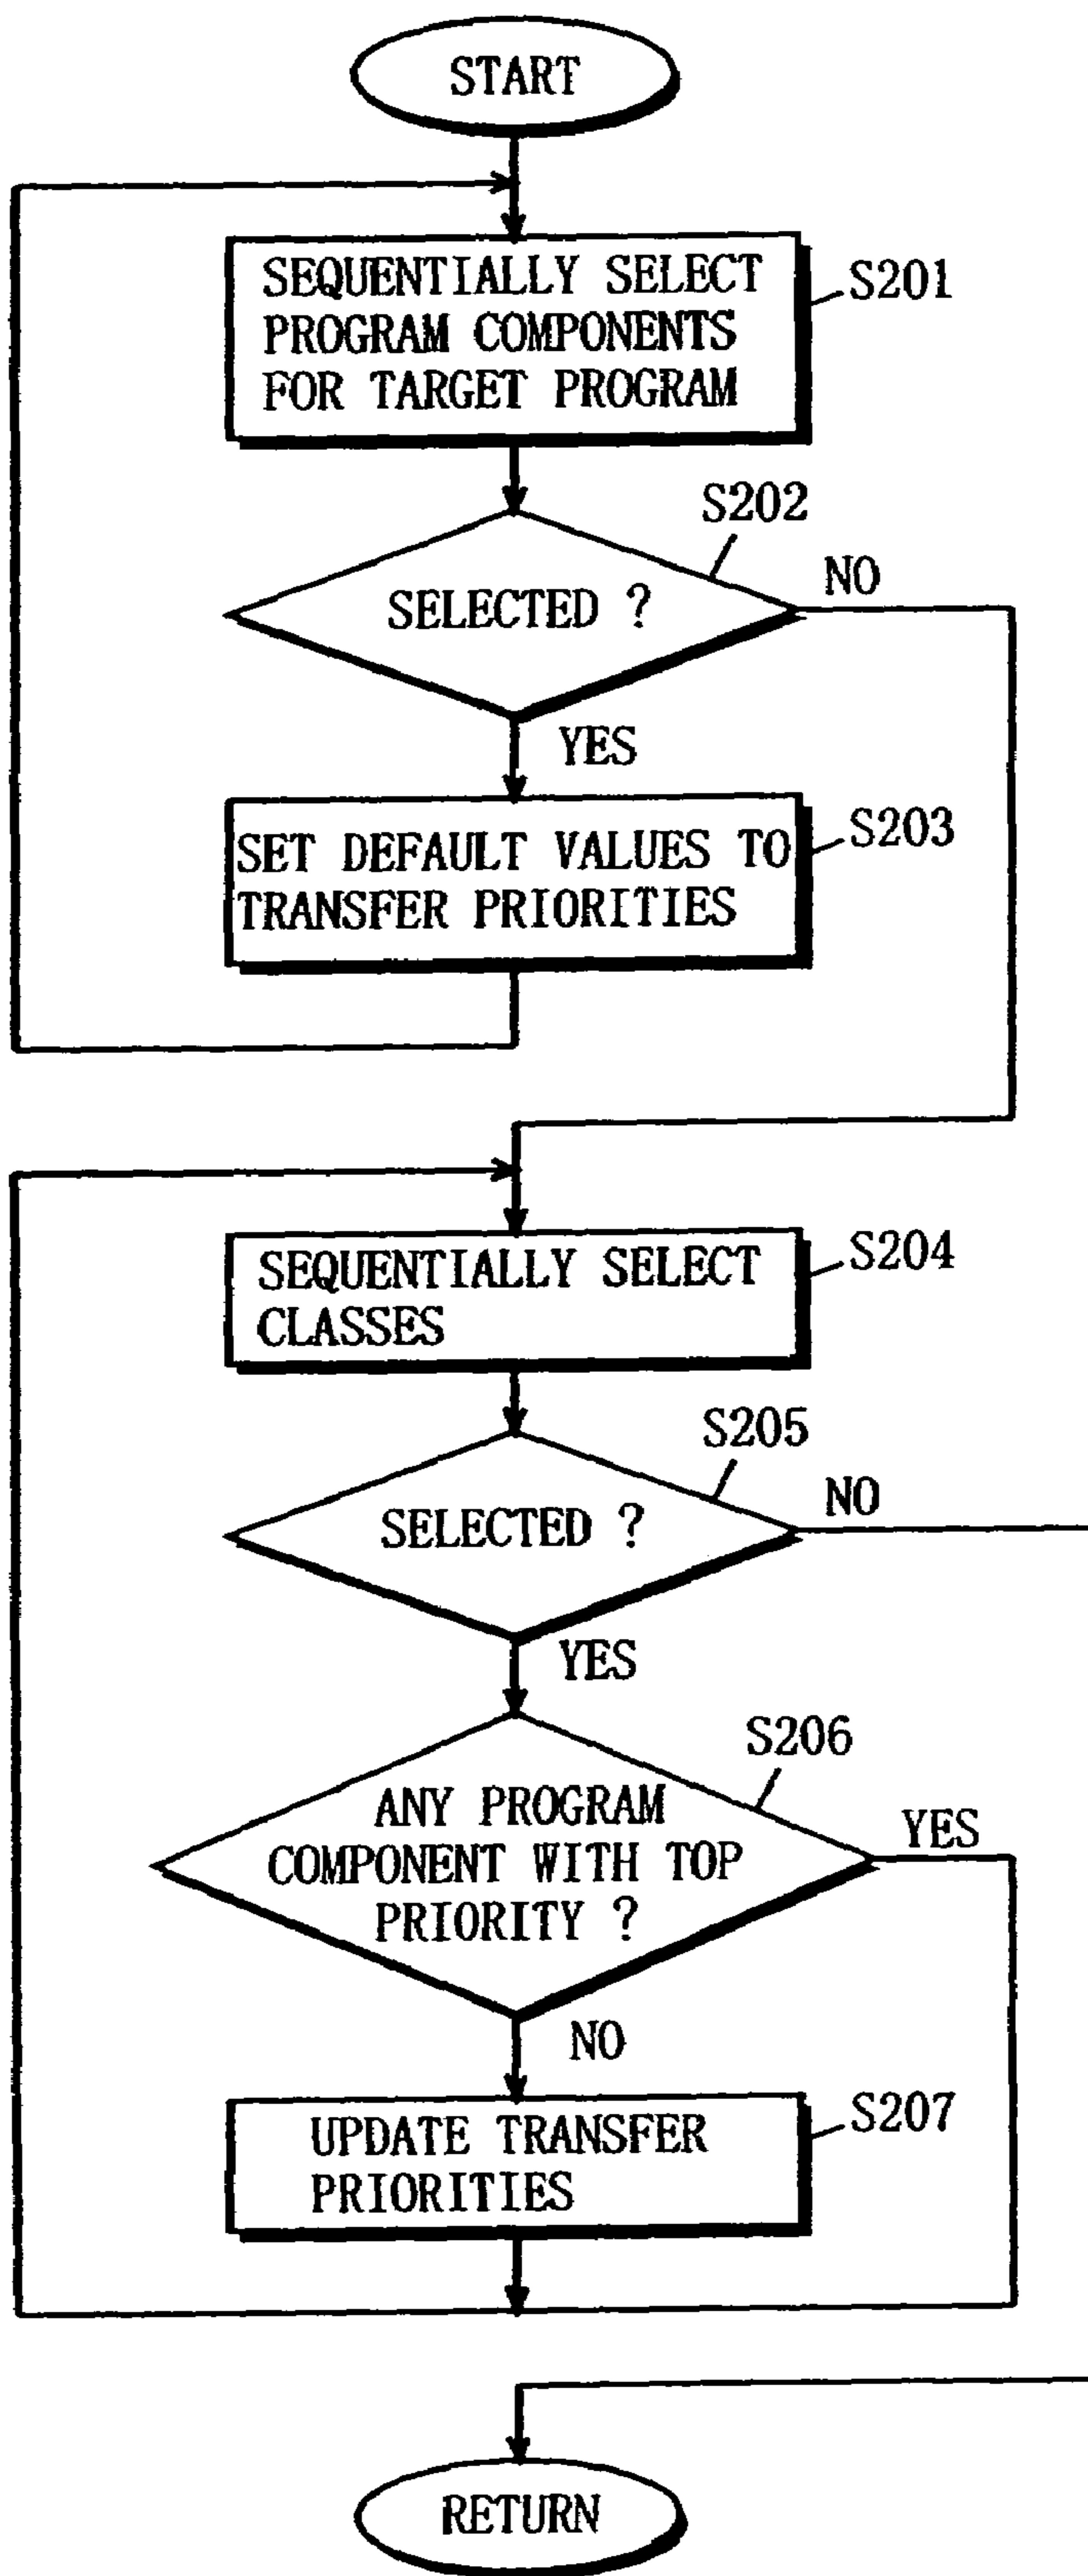 START
SEQUENTIALLY SELECT
PROGRAM COMPONENTS
FOR TARGET PROGRAM
S201
S202
SELECTED ?
NO
YES
SET DEFAULT VALUES TO
TRANSFER PRIORITIES
S203
SEQUENTIALLY SELECT
CLASSES
S204
S205
SELECTED ?
NO
YES
S206
ANY PROGRAM
COMPONENT WITH TOP
PRIORITY ?
YES
NO
UPDATE TRANSFER
PRIORITIES
S207
RETURN